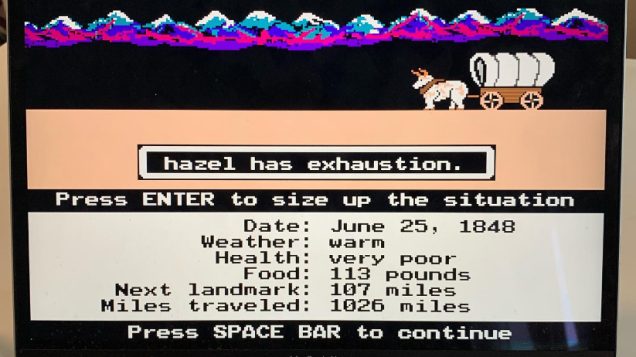 hazel has exhaustion.
Press ENTER to size up the situation
Date: June 25, 1848
Weather: warm
Health: very poor
Food: 113 pounds
Next landmark: 107 miles
Miles traveled: 1026 miles
Press SPACE BAR to continue